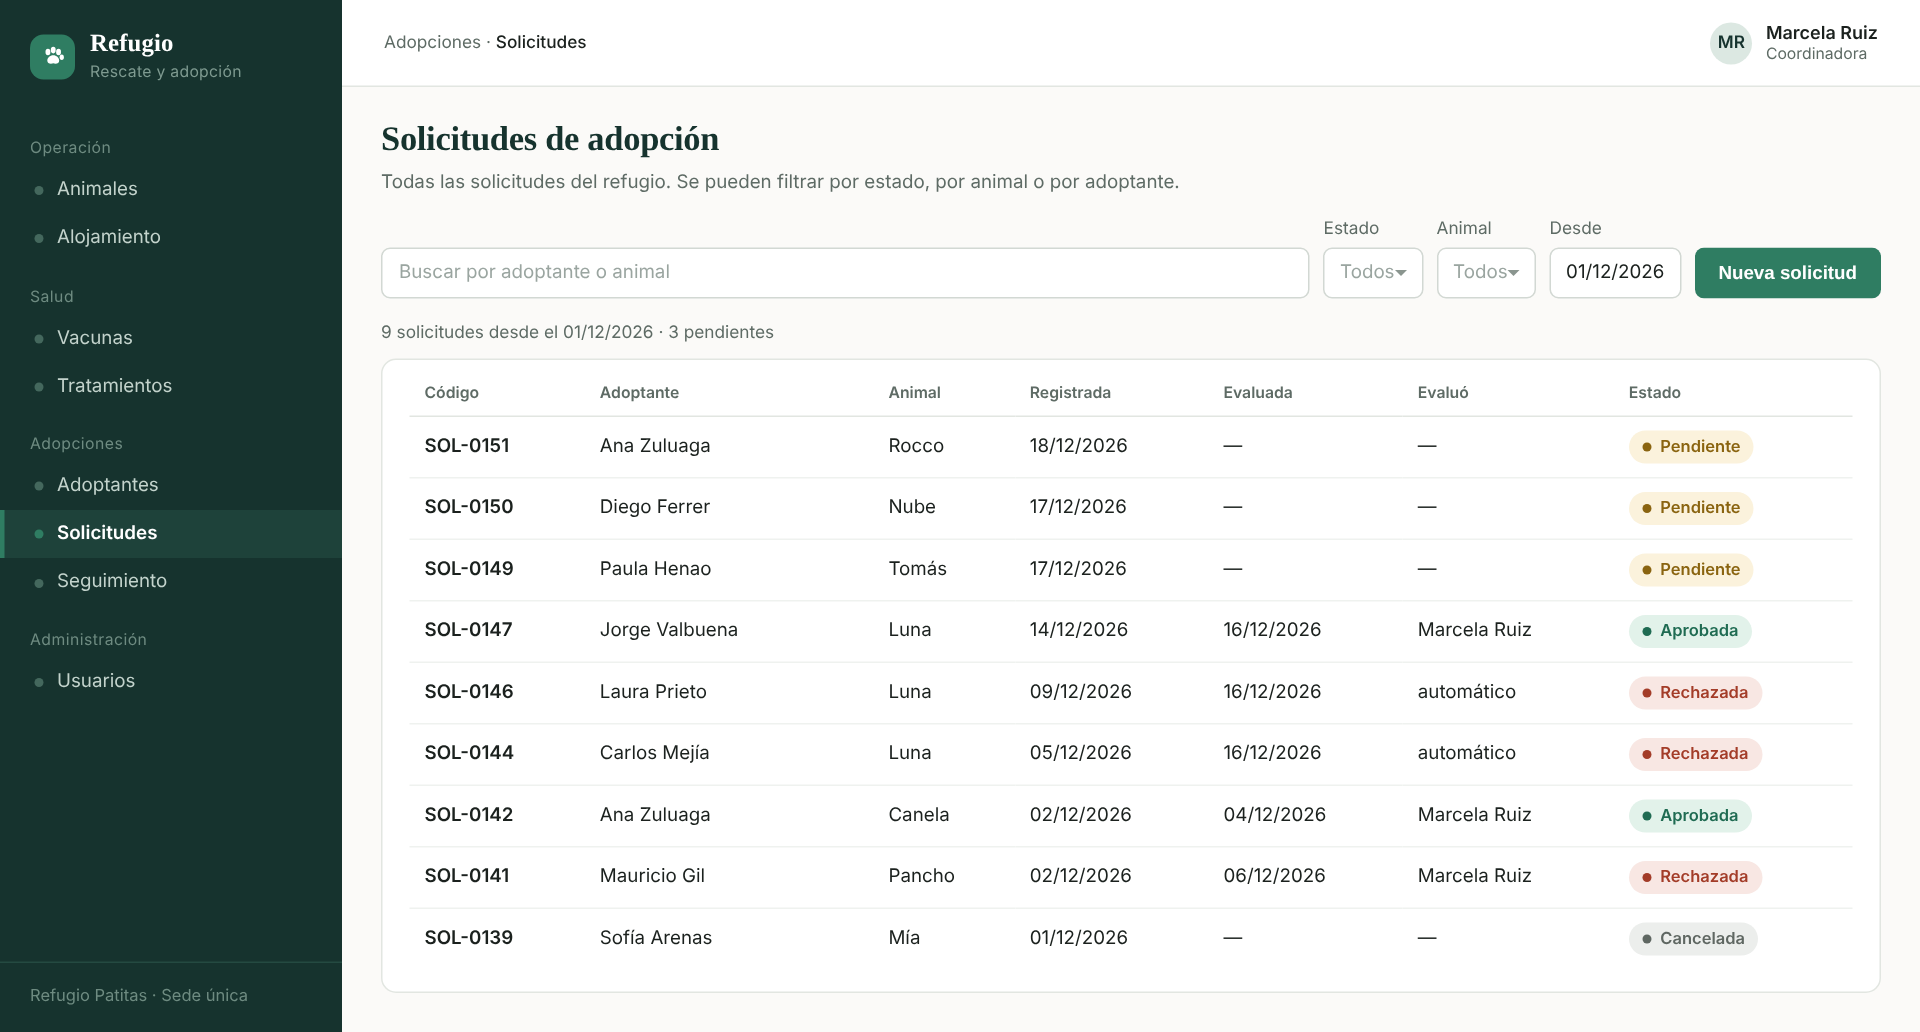 Refugio
Rescate y adopción
Operación
Animales
Alojamiento
Salud
Vacunas
Tratamientos
Adopciones
Adoptantes
Solicitudes
Seguimiento
Administración
Usuarios
Refugio Patitas · Sede única
Adopciones · Solicitudes
MR
Marcela Ruiz
Coordinadora
Solicitudes de adopción
Todas las solicitudes del refugio. Se pueden filtrar por estado, por animal o por adoptante.
Estado Animal Desde
Buscar por adoptante o animal Todos Todos 01/12/2026 Nueva solicitud
9 solicitudes desde el 01/12/2026 · 3 pendientes
Código Adoptante Animal Registrada Evaluada Evaluó Estado
SOL-0151 Ana Zuluaga Rocco 18/12/2026 — — Pendiente
SOL-0150 Diego Ferrer Nube 17/12/2026 — — Pendiente
SOL-0149 Paula Henao Tomás 17/12/2026 — — Pendiente
SOL-0147 Jorge Valbuena Luna 14/12/2026 16/12/2026 Marcela Ruiz Aprobada
SOL-0146 Laura Prieto Luna 09/12/2026 16/12/2026 automático Rechazada
SOL-0144 Carlos Mejía Luna 05/12/2026 16/12/2026 automático Rechazada
SOL-0142 Ana Zuluaga Canela 02/12/2026 04/12/2026 Marcela Ruiz Aprobada
SOL-0141 Mauricio Gil Pancho 02/12/2026 06/12/2026 Marcela Ruiz Rechazada
SOL-0139 Sofía Arenas Mía 01/12/2026 — — Cancelada